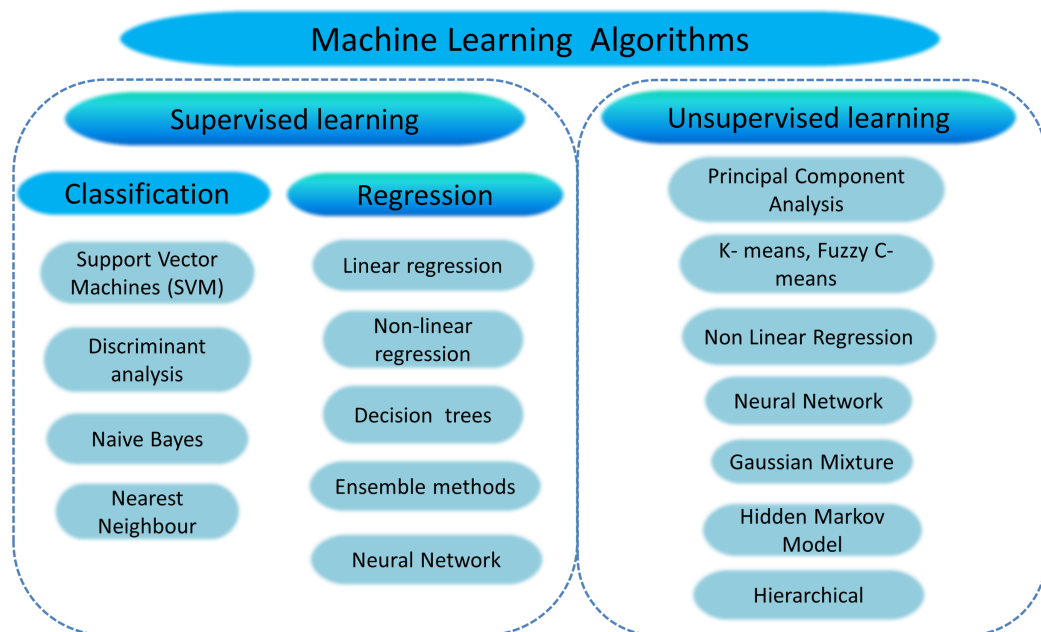 Machine Learning  Algorithms
Supervised learning
Classification
Support Vector
Machines (SVM)
Discriminant
analysis
Naive Bayes
Nearest
Neighbour
Regression
Linear regression
Non-linear
regression
Decision  trees
Ensemble methods
Neural Network
Unsupervised learning
Principal Component
Analysis
K- means, Fuzzy C-
means
Non Linear Regression
Neural Network
Gaussian Mixture
Hidden Markov
Model
Hierarchical